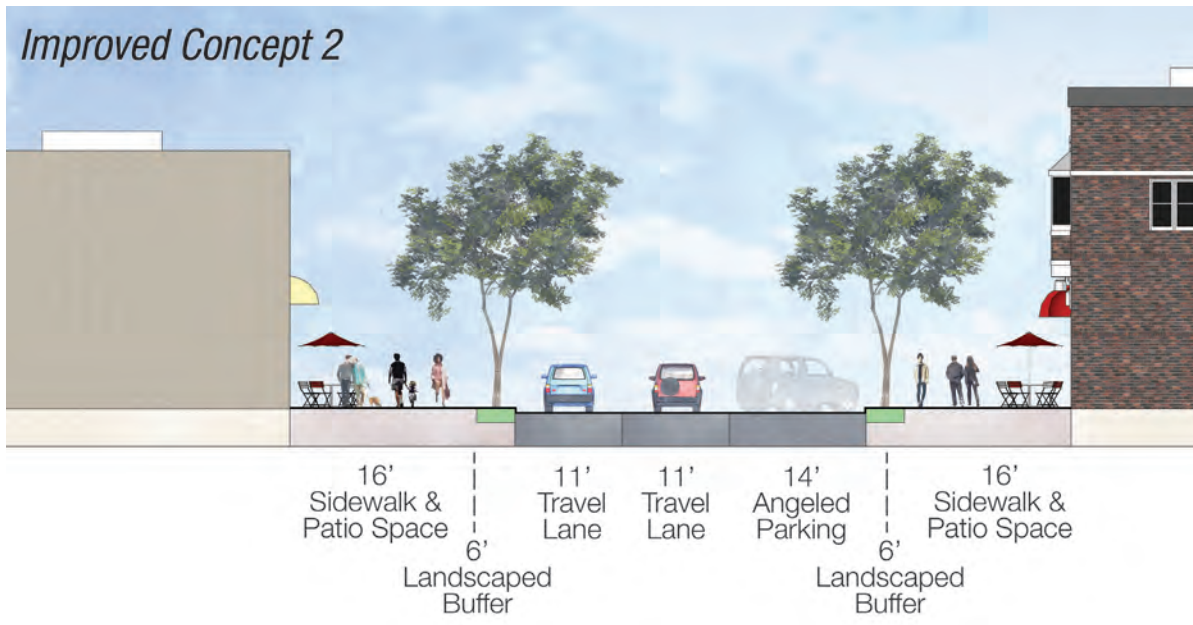 Improved Concept 2
16’
Sidewalk &
Patio Space
6’
Landscaped
Buffer
11’
Travel
Lane
11’
Travel
Lane
14’
Angeled
Parking
6’
Landscaped
Buffer
16’
Sidewalk &
Patio Space